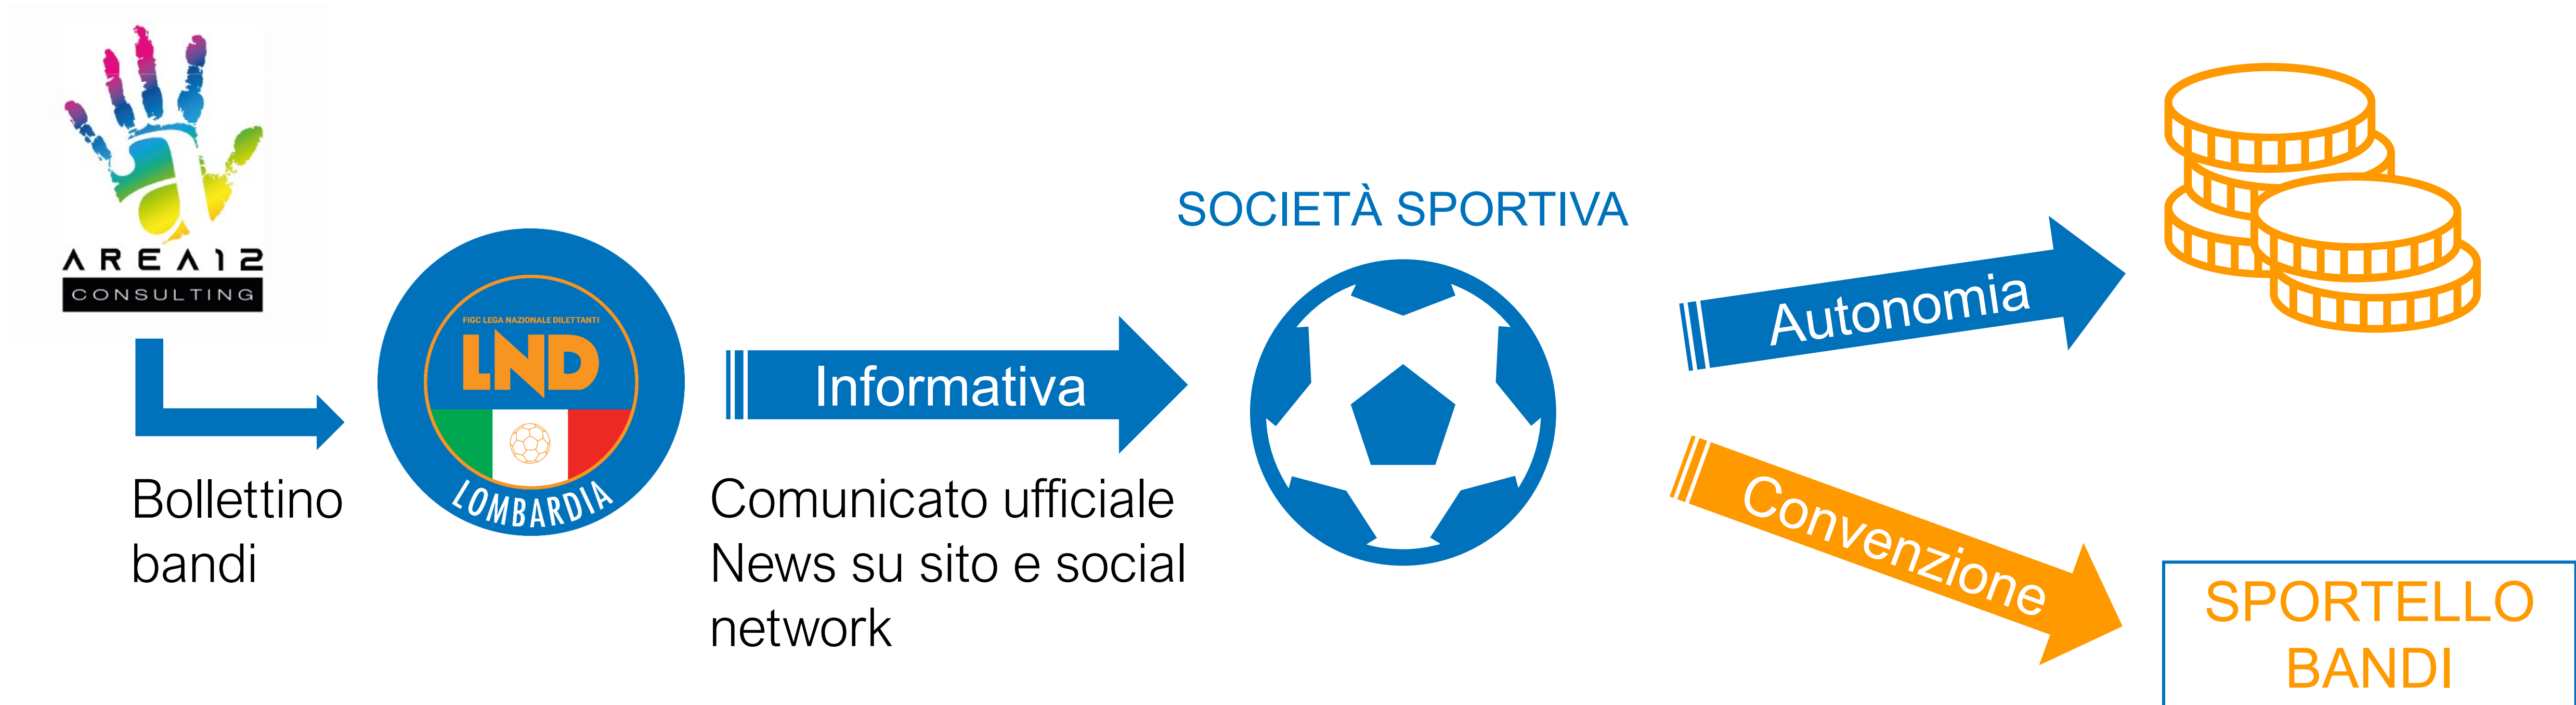 AREA12
CONSULTING
Bollettino
bandi
FIGC LEGA NAZIONALE DILETTANTI
LND
LOMBARDIA
Informativa
Comunicato ufficiale
News su sito e social
network
SOCIETÀ SPORTIVA
Autonomia
Convenzione
SPORTELLO
BANDI